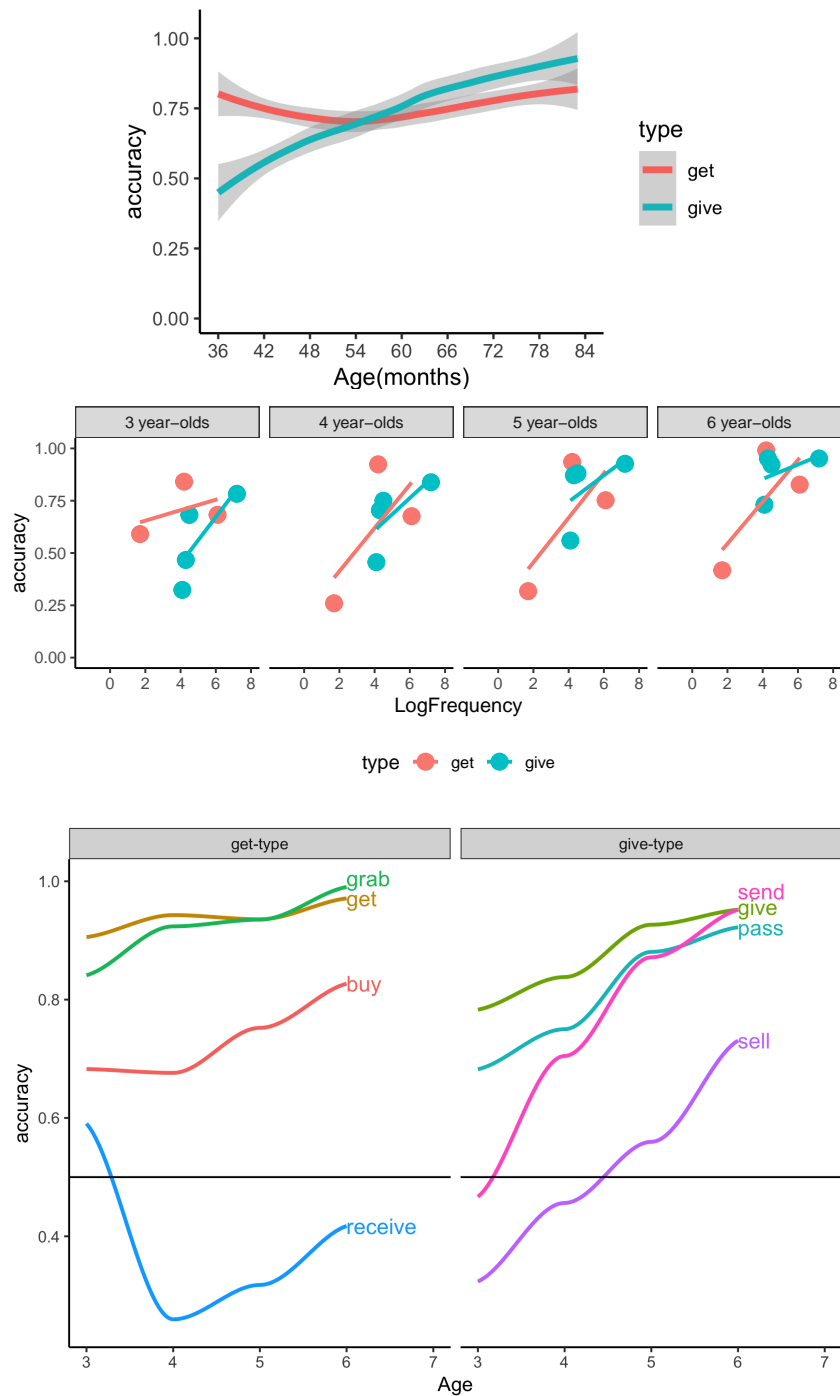 1.00
0.75
0.50
0.25
0.00
accuracy
36 42 48 54 60 66 72 78 84
Age(months)
type
get
give
3 year−olds 4 year−olds 5 year−olds 6 year−olds
1.00
0.75
0.50
0.25
0.00
accuracy
0 2 4 6 8 0 2 4 6 8 0 2 4 6 8 0 2 4 6 8
LogFrequency
type get give
get-type give-type
1.0
0.8
0.6
0.4
accuracy
grab
get
buy
receive
send
give
pass
sell
3 4 5 6 7 3 4 5 6 7
Age